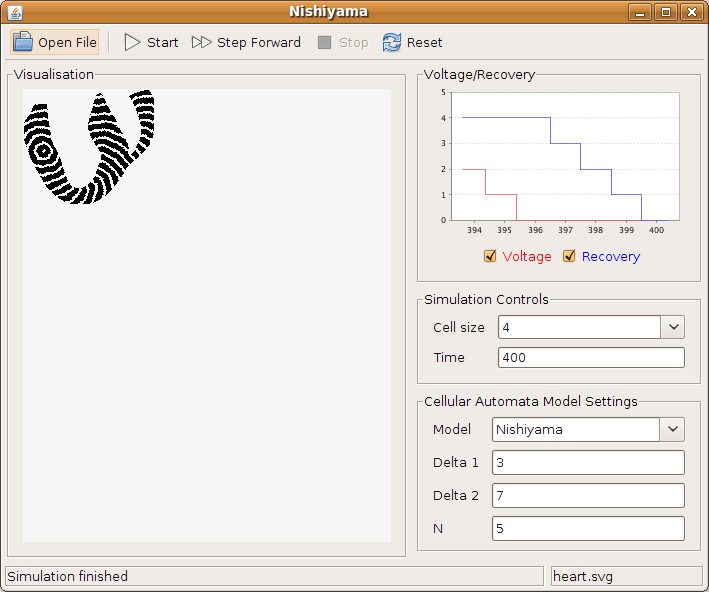 Nishiyama
Open File Start Step Forward Stop Reset
Visualisation
Voltage/Recovery
5
4
3
2
1
0
394 395 396 397 398 399 400
Voltage Recovery
Simulation Controls
Cell size 4
Time 400
Cellular Automata Model Settings
Model Nishiyama
Delta 1 3
Delta 2 7
N 5
Simulation finished heart.svg